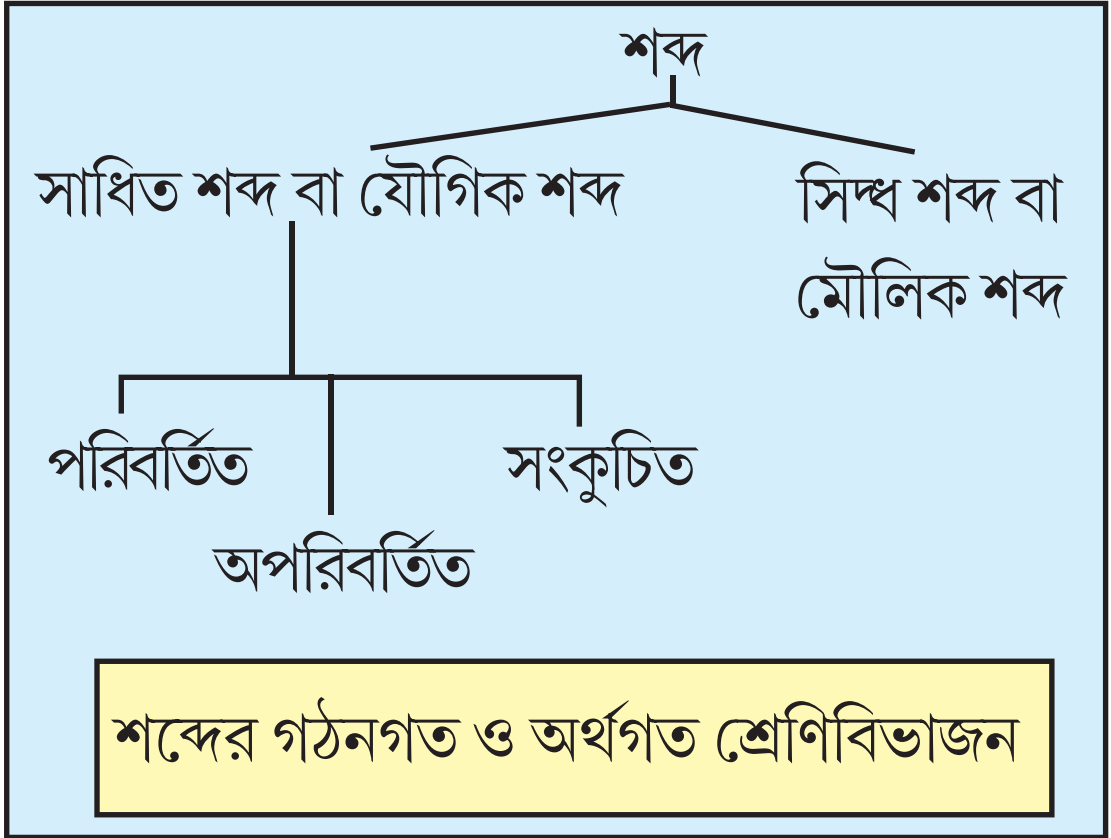 শব্দ
সাধিত শব্দ বা যৌগিক শব্দ
সিদ্ধ শব্দ বা
মৌলিক শব্দ
পরিবর্তিত
সংকুচিত
অপরিবর্তিত
শব্দের গঠনগত ও অর্থগত শ্রেণিবিভাজন